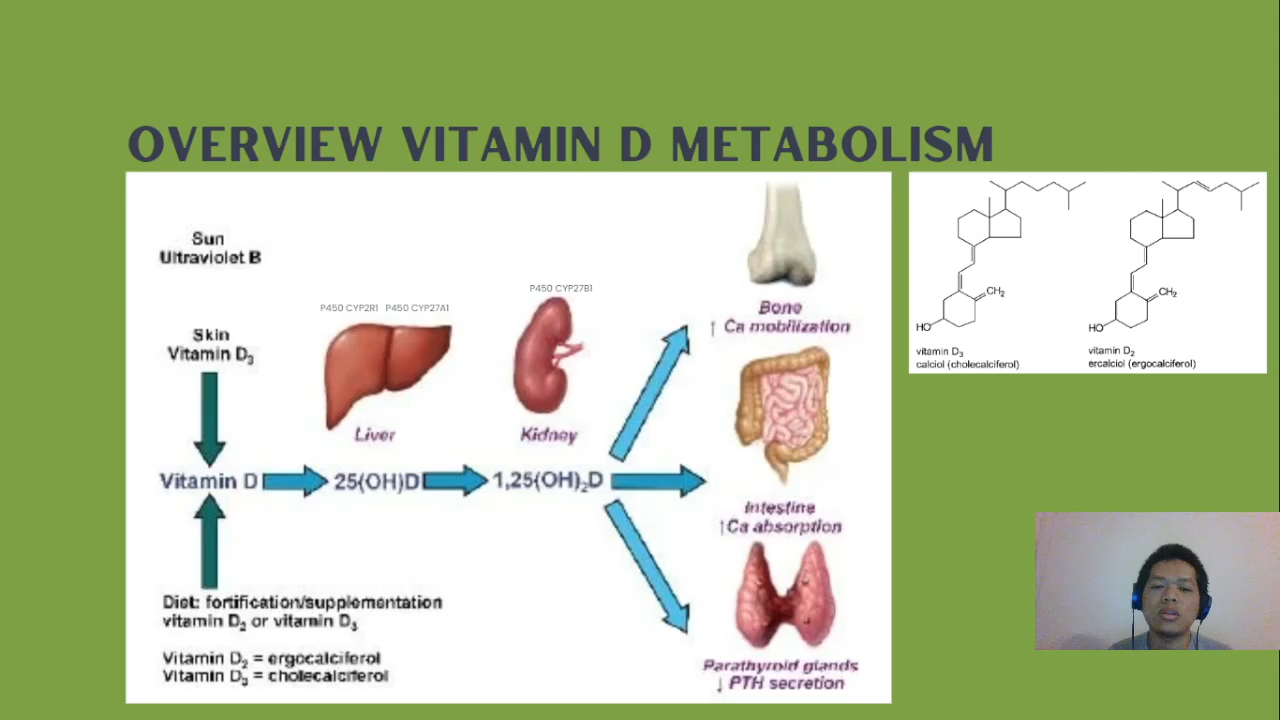 OVERVIEW VITAMIN D METABOLISM
Sun
Ultraviolet B
Skin
Vitamin D₃
P450 CYP2R1 P450 CYP27A1
P450 CYP27B1
Liver
Kidney
Vitamin D
25(OH)D
1,25(OH)₂D
Bone
↑ Ca mobilization
Intestine
↑Ca absorption
Parathyroid glands
↓ PTH secretion
Diet: fortification/supplementation
vitamin D₂ or vitamin D₃
Vitamin D₂ = ergocalciferol
Vitamin D₃ = cholecalciferol
CH₂
HO
vitamin D₃
calciol (cholecalciferol)
CH₂
HO
vitamin D₂
ercalciol (ergocalciferol)